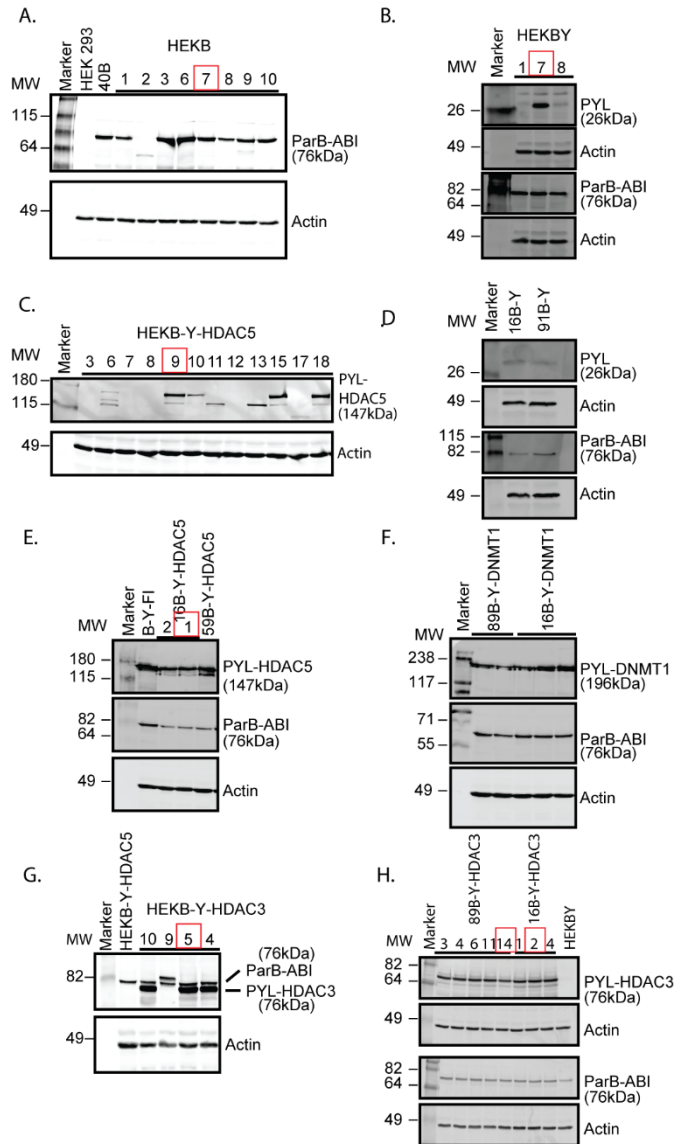 A.
HEKB
MW
Marker
HEK 293
40B
1 2 3 6 7 8 9 10
115
64
ParB-ABI
(76kDa)
49
Actin
B.
HEKBY
MW
Marker
1 7 8
26
PYL
(26kDa)
49
Actin
82
64
ParB-ABI
(76kDa)
49
Actin
C.
HEKB-Y-HDAC5
MW
Marker
3 6 7 8 9 10 11 12 13 15 17 18
180
115
PYL-
HDAC5
(147kDa)
49
Actin
D.
MW
Marker
16B-Y
91B-Y
26
PYL
(26kDa)
49
Actin
115
82
ParB-ABI
(76kDa)
49
Actin
E.
MW
Marker
B-Y-FI
16B-Y-HDAC5
59B-Y-HDAC5
2 1
180
115
PYL-HDAC5
(147kDa)
82
64
ParB-ABI
(76kDa)
49
Actin
F.
89B-Y-DNMT1
16B-Y-DNMT1
MW
Marker
238
117
PYL-DNMT1
(196kDa)
71
55
ParB-ABI
(76kDa)
49
Actin
G.
MW
Marker
HEKB-Y-HDAC5
HEKB-Y-HDAC3
10 9 5 4
(76kDa)
ParB-ABI
82
PYL-HDAC3
(76kDa)
49
Actin
H.
89B-Y-HDAC3
16B-Y-HDAC3
HEKBY
MW
Marker
3 4 6 11 14 1 2 4
82
64
PYL-HDAC3
(76kDa)
49
Actin
82
64
ParB-ABI
(76kDa)
49
Actin